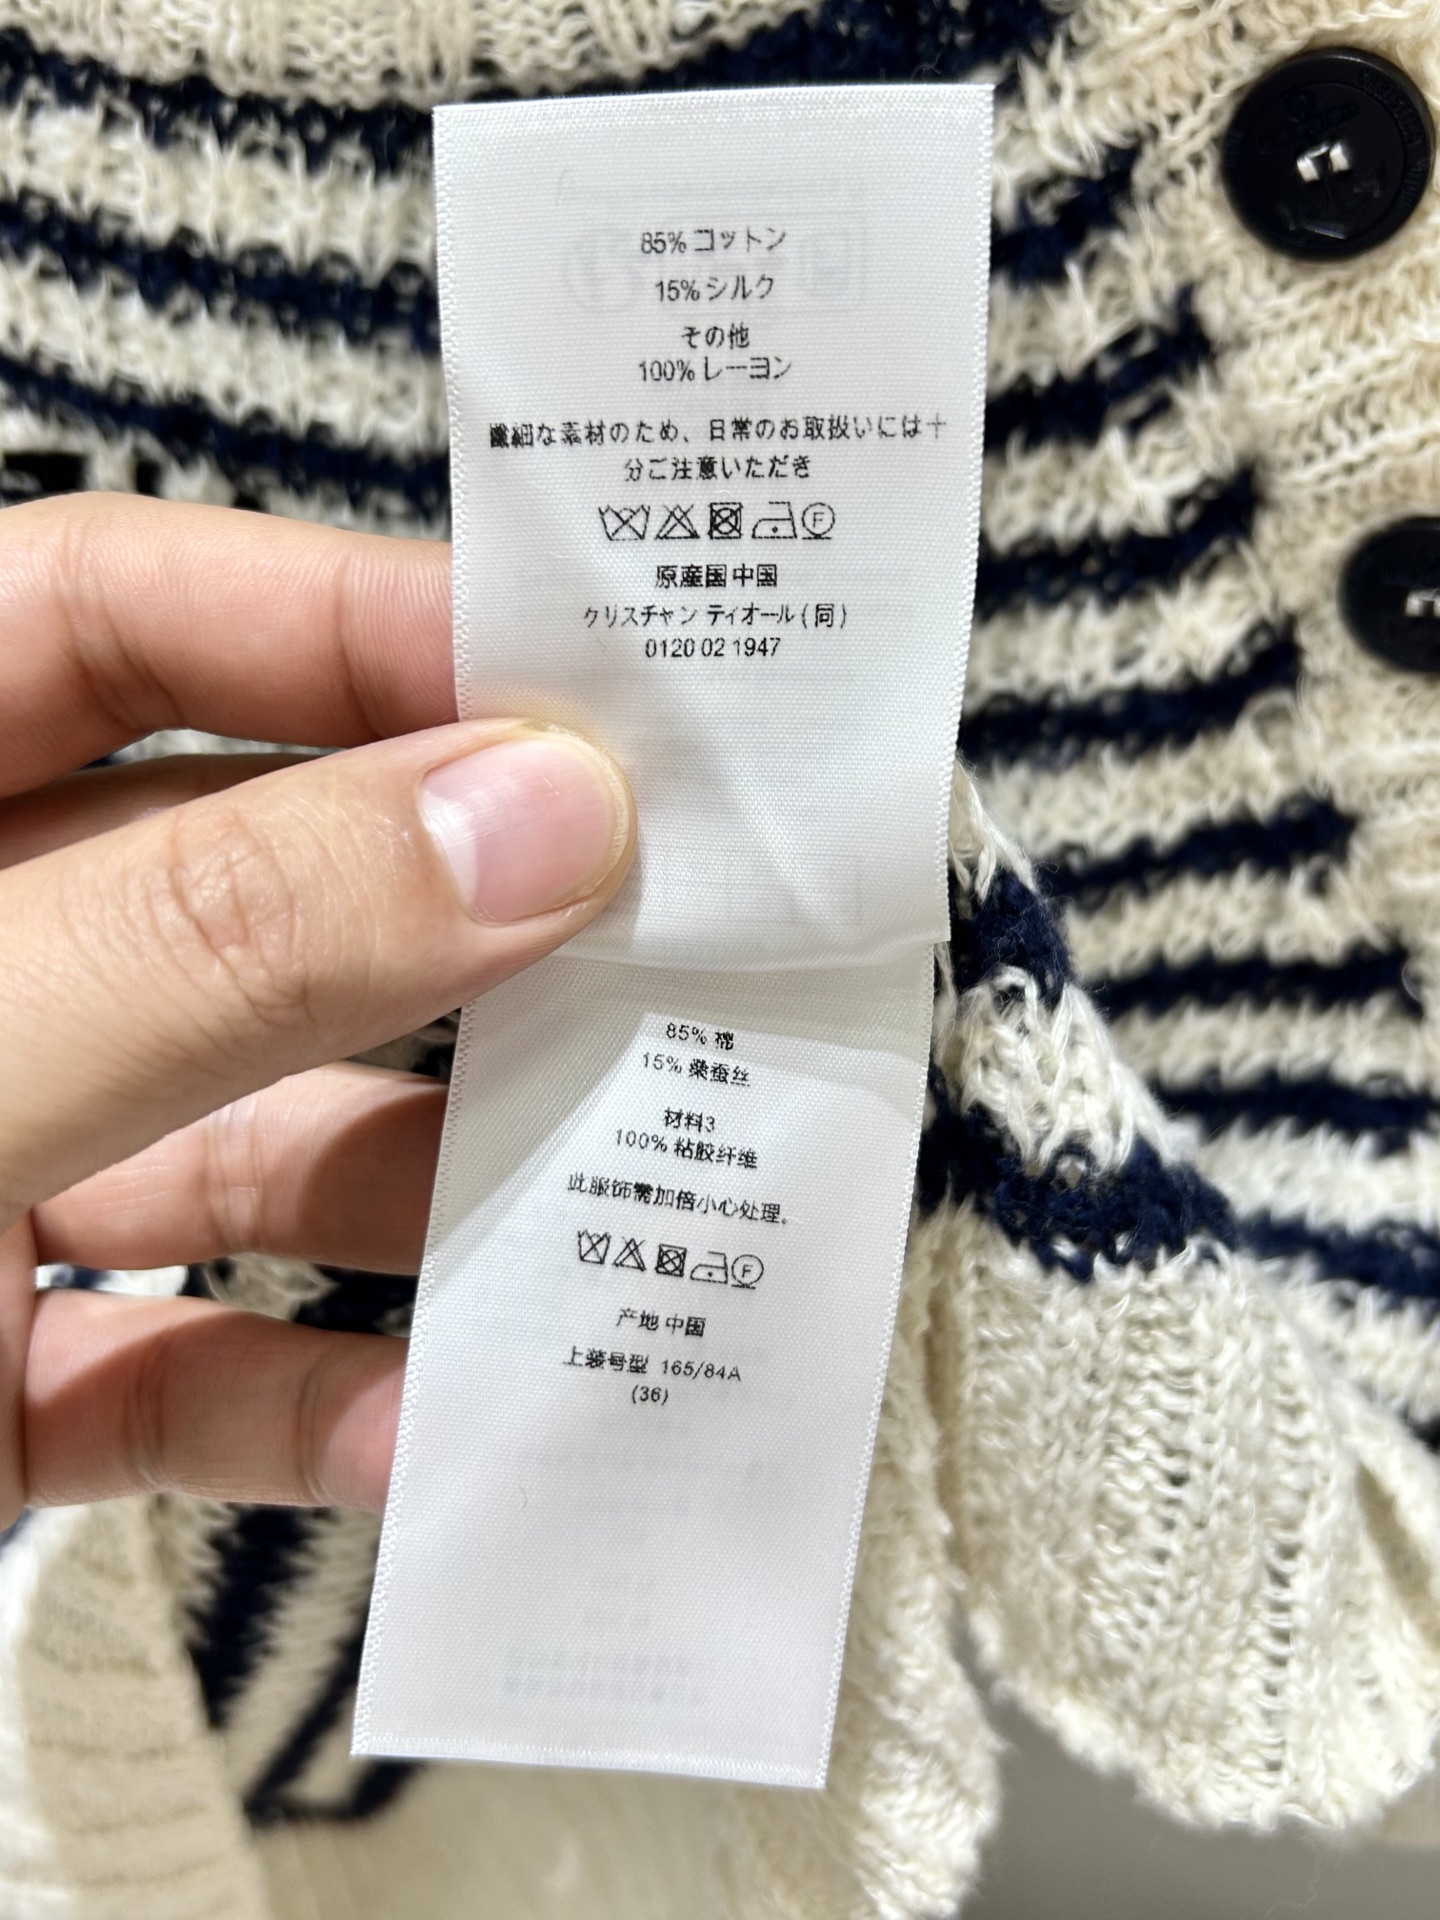 85% コットン
15% シルク
その他
100% レーヨン
繊細な素材のため、日常のお取扱いには十
分ご注意いただき
F
原産国 中国
クリスチャン ディオール ( 同 )
0120 02 1947
85% 棉
15% 桑蚕丝
材料3
100% 粘胶纤维
此服饰需加倍小心处理。
F
产地 中国
上装号型 165/84A
(36)